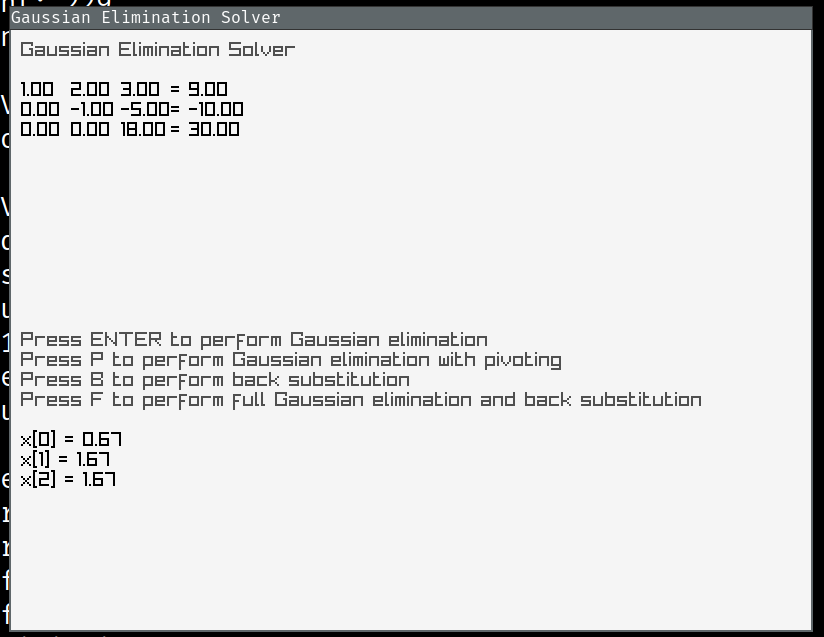 Gaussian Elimination Solver
Gaussian Elimination Solver
1.00 2.00 3.00 = 9.00
0.00 -1.00 -5.00= -10.00
0.00 0.00 18.00 = 30.00
Press ENTER to perform Gaussian elimination
Press P to perform Gaussian elimination with pivoting
Press B to perform back substitution
Press F to perform full Gaussian elimination and back substitution
x[0] = 0.67
x[1] = 1.67
x[2] = 1.67